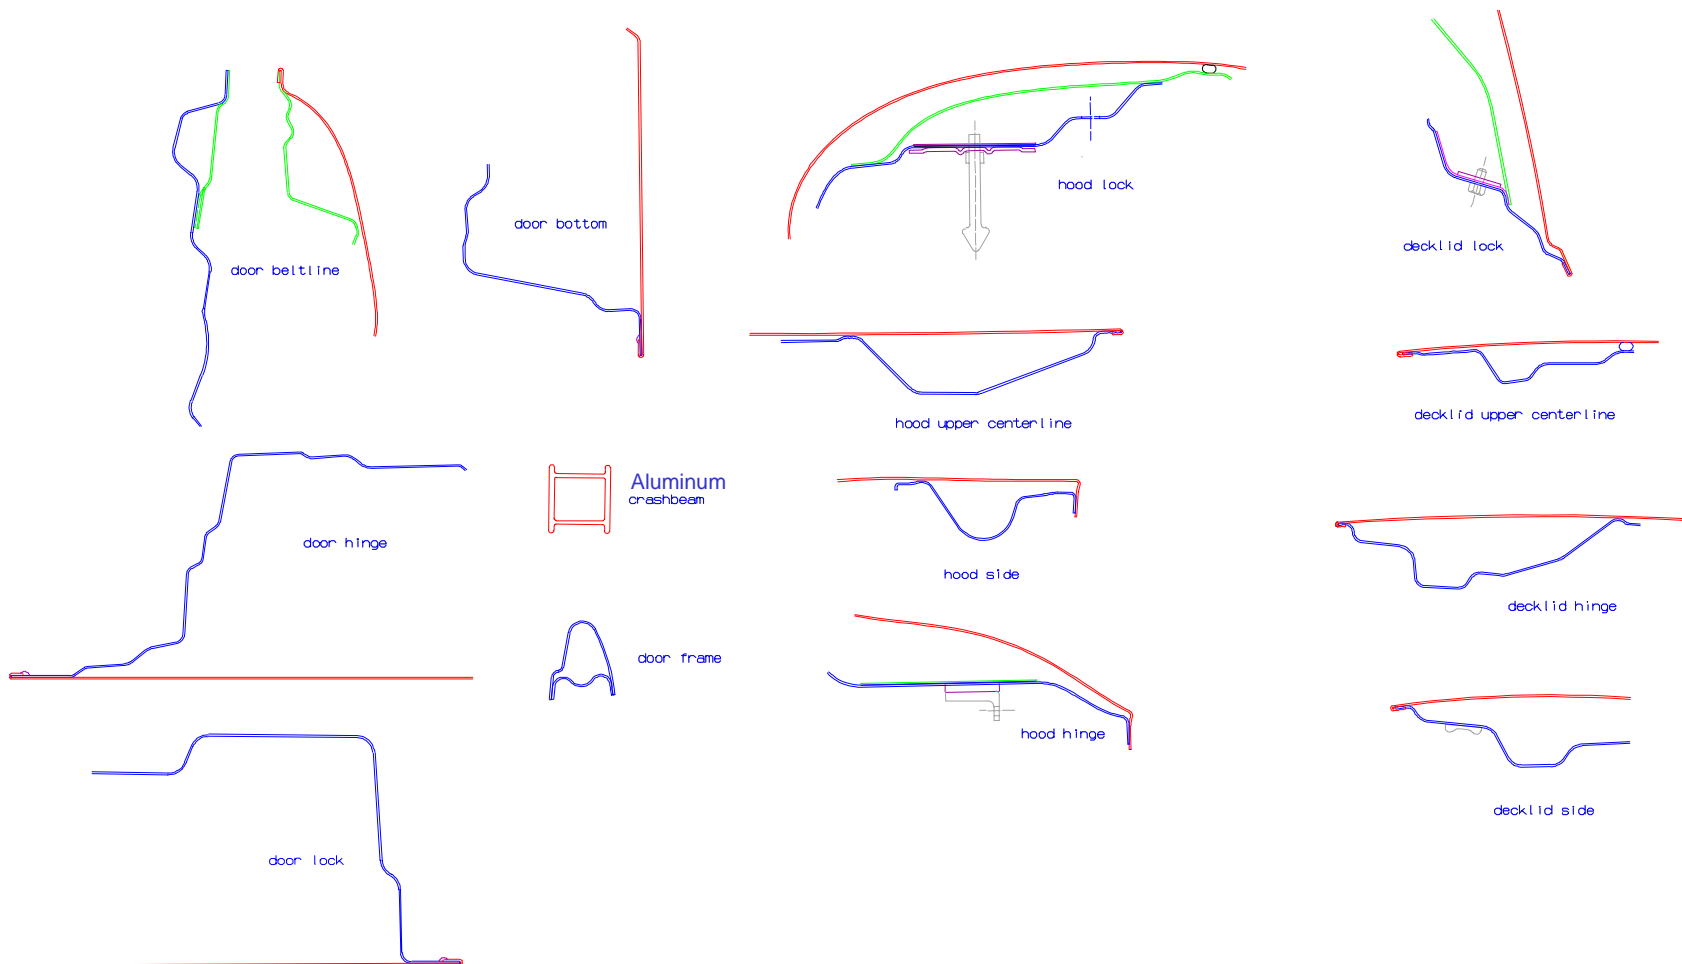 door beltline
door bottom
hood lock
decklid lock
hood upper centerline
decklid upper centerline
door hinge
Aluminum
crashbeam
hood side
decklid hinge
door frame
hood hinge
decklid side
door lock